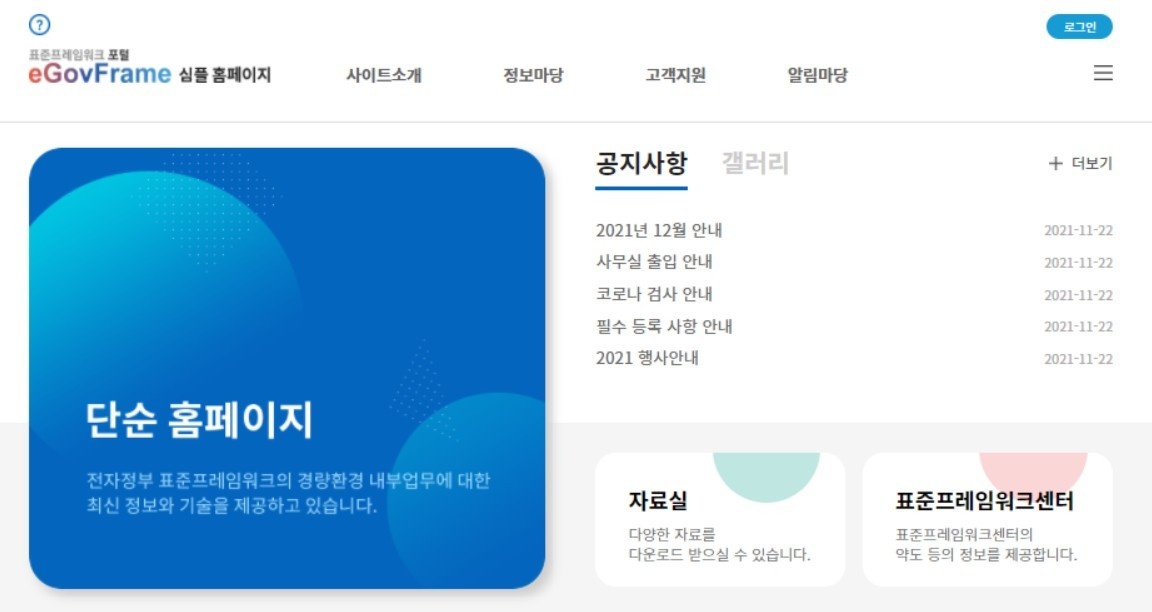 ?
로그인
표준프레임워크 포털
eGovFrame 심플 홈페이지
사이트소개
정보마당
고객지원
알림마당
공지사항
갤러리
+ 더보기
2021년 12월 안내 2021-11-22
사무실 출입 안내 2021-11-22
코로나 검사 안내 2021-11-22
필수 등록 사항 안내 2021-11-22
2021 행사안내 2021-11-22
단순 홈페이지
전자정부 표준프레임워크의 경량환경 내부업무에 대한
최신 정보와 기술을 제공하고 있습니다.
자료실
다양한 자료를
다운로드 받으실 수 있습니다.
표준프레임워크센터
표준프레임워크센터의
약도 등의 정보를 제공합니다.